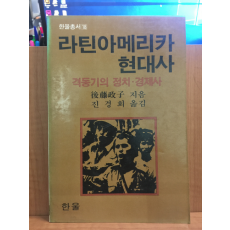 한울총서 38
라틴아메리카
현대사
격동기의 정치 경제사
後藤政子 지음
진경희 옮김
한울